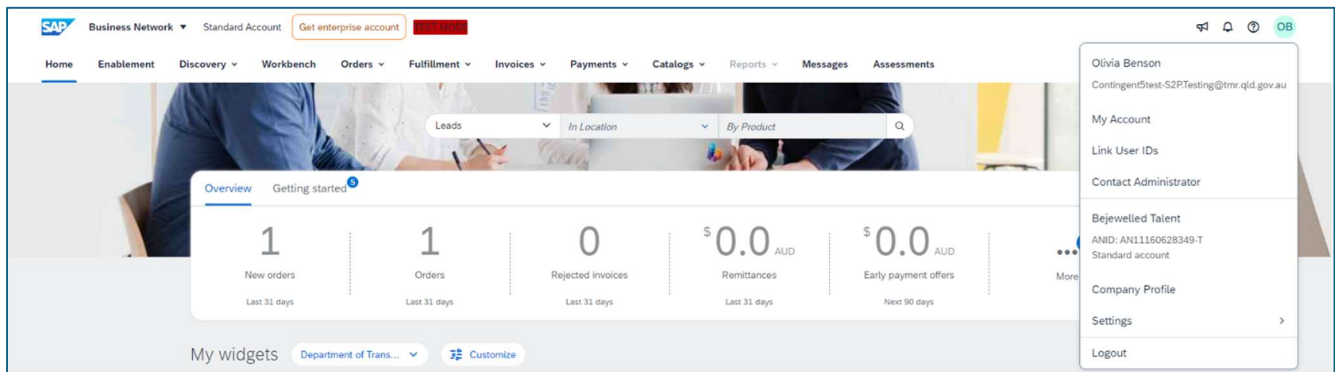 SAP Business Network Standard Account Get enterprise account TEST MODE OB
Home Enablement Discovery Workbench Orders Fulfillment Invoices Payments Catalogs Reports Messages Assessments
Leads In Location By Product
Overview Getting started 5
1
New orders
Last 31 days
1
Orders
Last 31 days
0
Rejected invoices
Last 31 days
$ 0.0 AUD
Remittances
Last 31 days
$ 0.0 AUD
Early payment offers
Next 90 days
...
More
My widgets Department of Trans... Customize
Olivia Benson
Contingent5test-S2P.Testing@tmr.qld.gov.au
My Account
Link User IDs
Contact Administrator
Bejewelled Talent
ANID: AN11160628349-T
Standard account
Company Profile
Settings
Logout